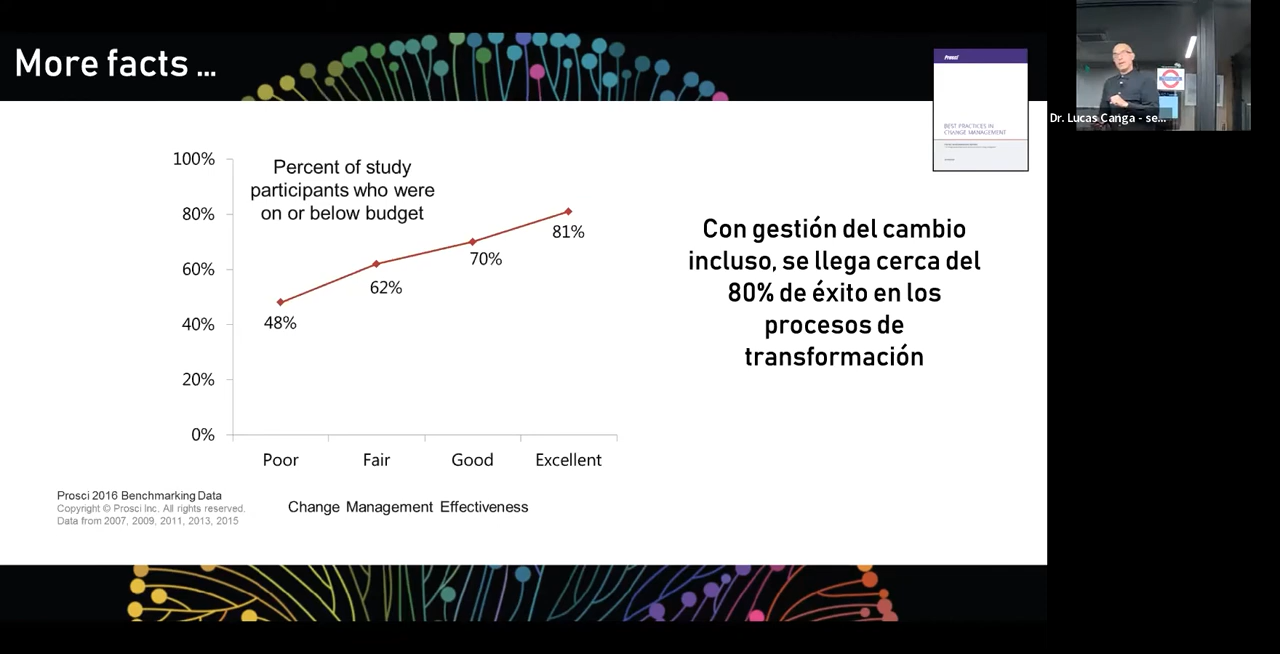 More facts ...
Prosci
BEST PRACTICES IN
CHANGE MANAGEMENT
Dr. Lucas Canga - se...
100%
80%
60%
40%
20%
0%
Percent of study
participants who were
on or below budget
48%
62%
70%
81%
Poor
Fair
Good
Excellent
Change Management Effectiveness
Con gestión del cambio
incluso, se llega cerca del
80% de éxito en los
procesos de
transformación
Prosci 2016 Benchmarking Data
Copyright © Prosci Inc. All rights reserved.
Data from 2007, 2009, 2011, 2013, 2015